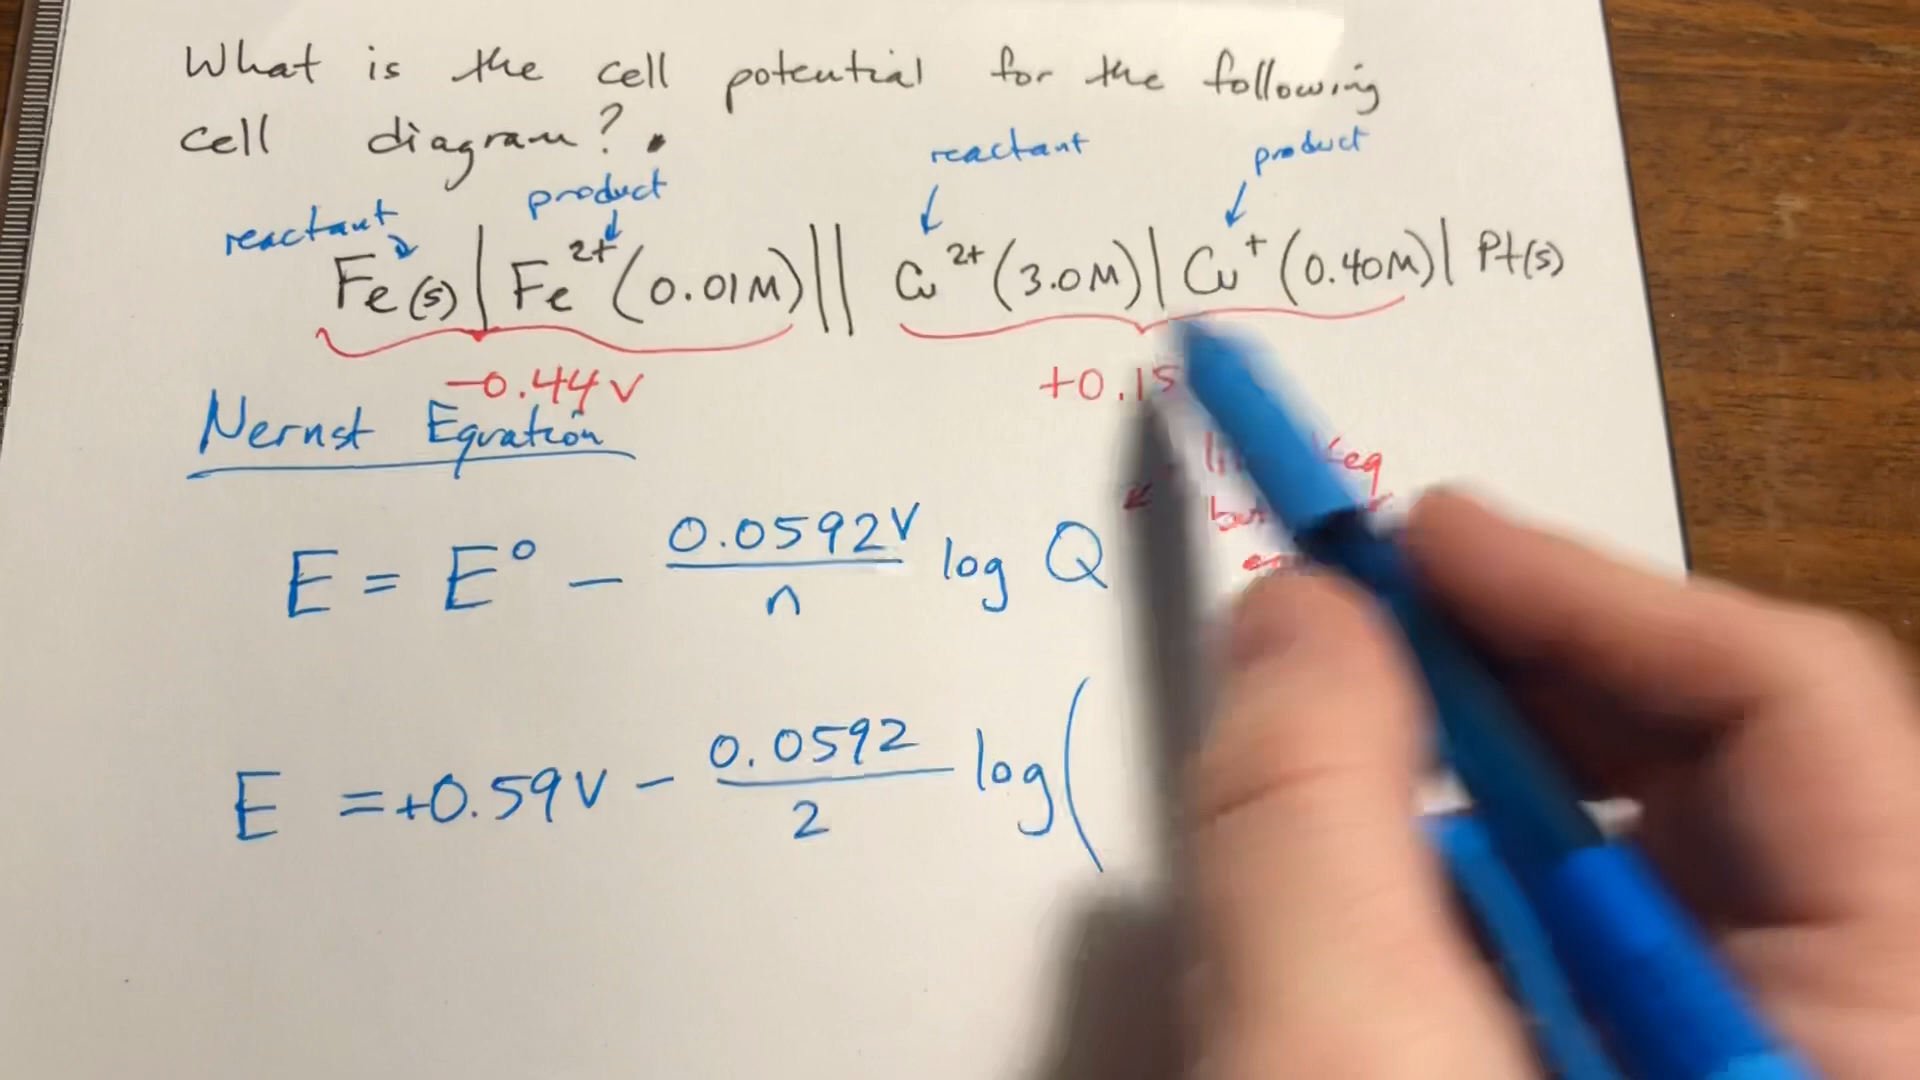 What is the cell potential for the following
cell diagram?
reactant product reactant product
Fe(s) | Fe²⁺ (0.01M) || Cu²⁺ (3.0M) | Cu⁺ (0.40M) | Pt(s)
-0.44V +0.15
Nernst Equation
eq
E = E° - 0.0592V / n log Q
E = +0.59V - 0.0592 / 2 log(